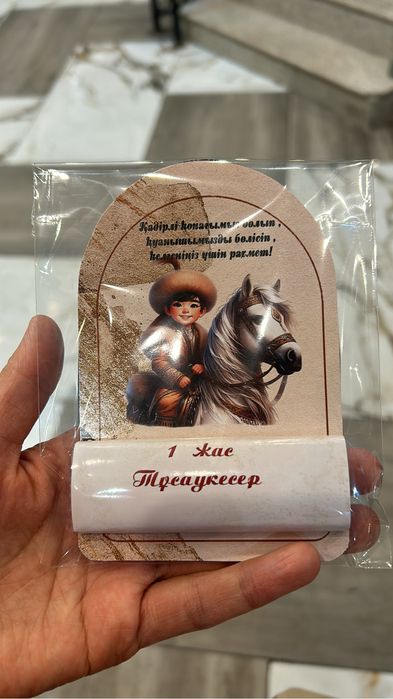 Қадірлі қонағымыз болып ,
қуанышымызды бөлісіп ,
келгеніңіз үшін рахмет!
1 жас
Тұсаукесер